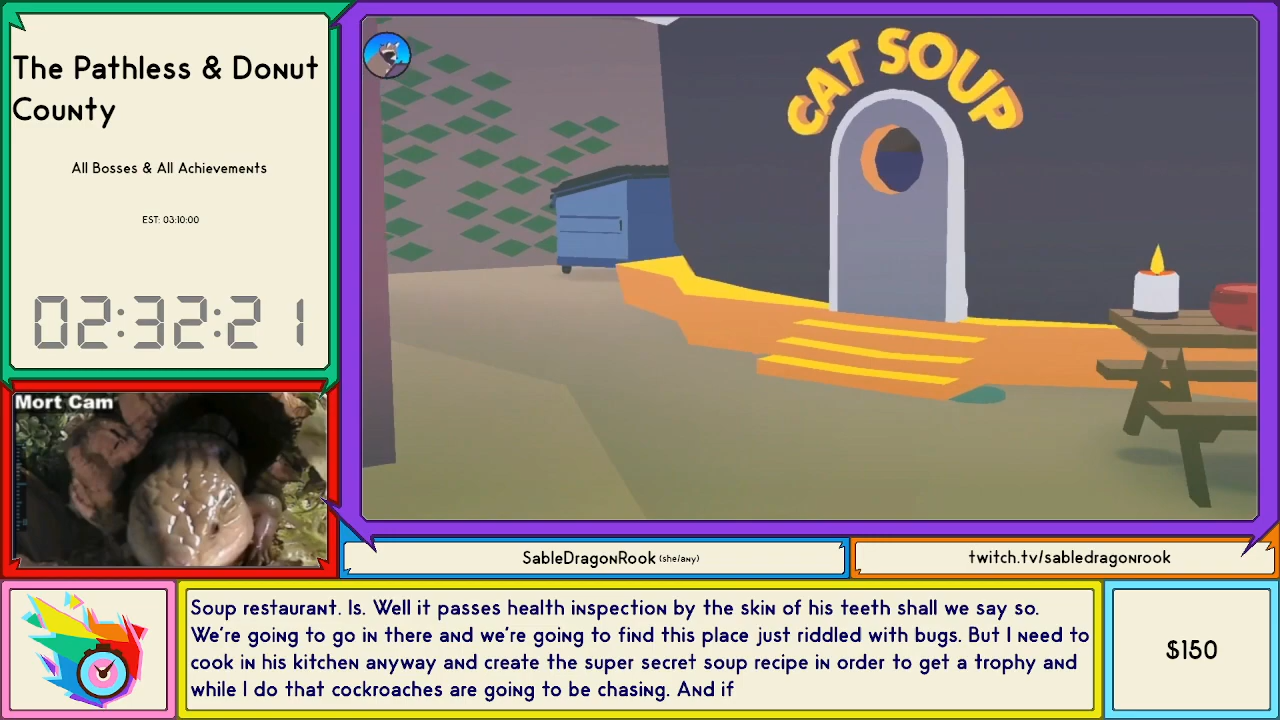 The Pathless & Donut
County
All Bosses & All Achievements
EST: 03:10:00
02:32:21
CAT SOUP
Mort Cam
SableDragonRook (she/any)
twitch.tv/sabledragonrook
Soup restaurant. Is. Well it passes health inspection by the skin of his teeth shall we say so.
We're going to go in there and we're going to find this place just riddled with bugs. But I need to
cook in his kitchen anyway and create the super secret soup recipe in order to get a trophy and
while I do that cockroaches are going to be chasing. And if
$150